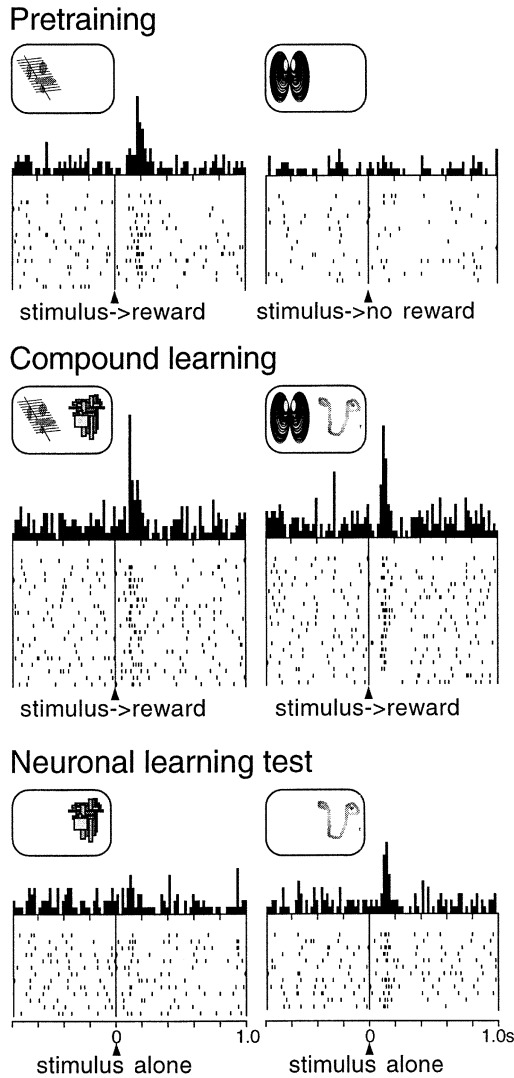 Pretraining
stimulus->reward
stimulus->no reward
Compound learning
stimulus->reward
stimulus->reward
Neuronal learning test
0
1.0
0
1.0s
stimulus alone
stimulus alone